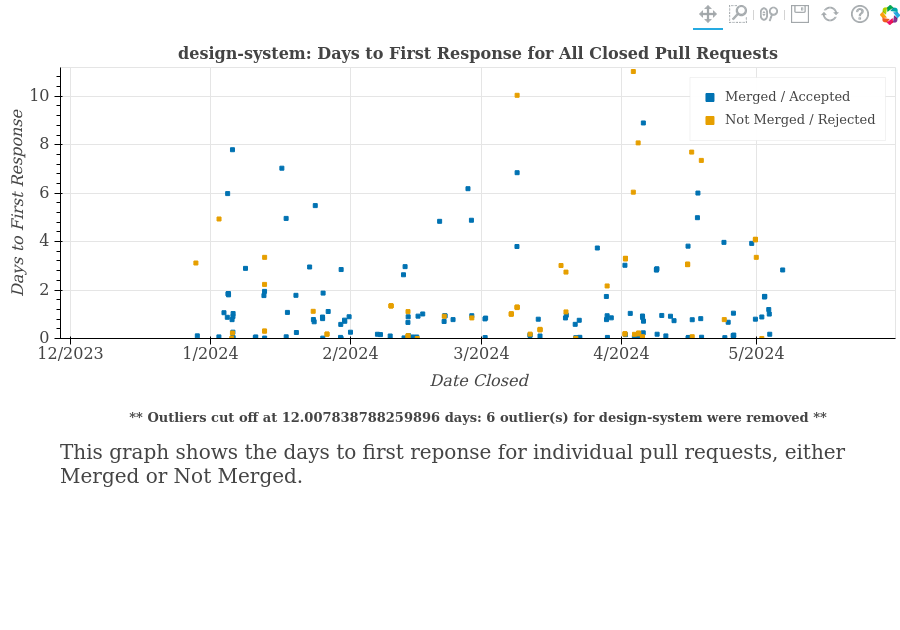 design-system: Days to First Response for All Closed Pull Requests
Merged / Accepted
Not Merged / Rejected
Days to First Response
10
8
6
4
2
0
12/2023 1/2024 2/2024 3/2024 4/2024 5/2024
Date Closed
** Outliers cut off at 12.007838788259896 days: 6 outlier(s) for design-system were removed **
This graph shows the days to first reponse for individual pull requests, either
Merged or Not Merged.